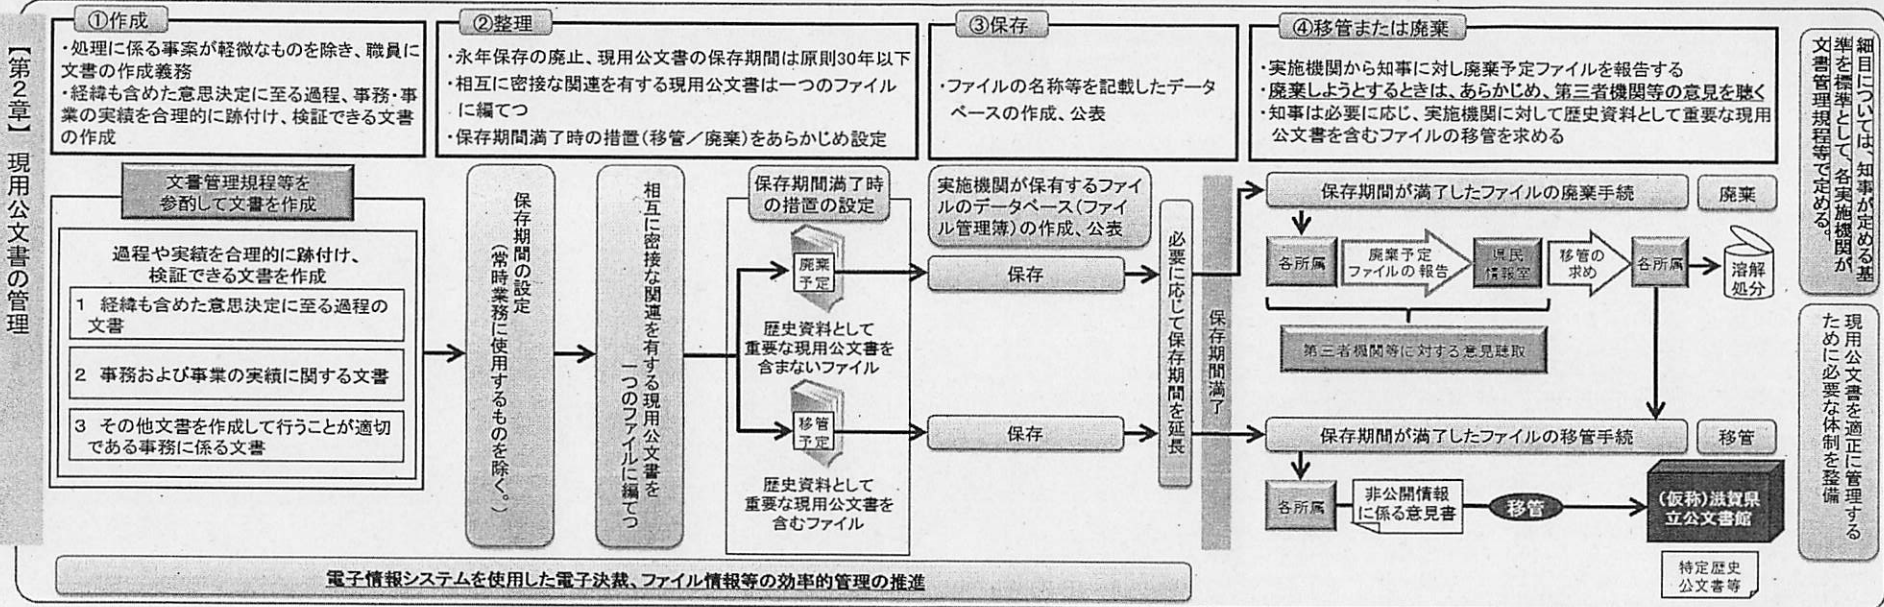 【第２章】 現用公文書の管理
①作成
・処理に係る事案が軽微なものを除き、職員に
文書の作成義務
・経緯も含めた意思決定に至る過程、事務・事
業の実績を合理的に跡付け、検証できる文書
の作成
②整理
・永年保存の廃止、現用公文書の保存期間は原則30年以下
・相互に密接な関連を有する現用公文書は一つのファイル
に編てつ
・保存期間満了時の措置(移管／廃棄)をあらかじめ設定
③保存
・ファイルの名称等を記載したデータ
ベースの作成、公表
④移管または廃棄
・実施機関から知事に対し廃棄予定ファイルを報告する
・廃棄しようとするときは、あらかじめ、第三者機関等の意見を聴く
・知事は必要に応じ、実施機関に対して歴史資料として重要な現用
公文書を含むファイルの移管を求める
細目については、知事が定める基
準を標準として、各実施機関が
文書管理規程等で定める。
文書管理規程等を
参酌して文書を作成
過程や実績を合理的に跡付け、
検証できる文書を作成
1 経緯も含めた意思決定に至る過程の
文書
2 事務および事業の実績に関する文書
3 その他文書を作成して行うことが適切
である事務に係る文書
保存期間の設定
(常時業務に使用するものを除く。)
相互に密接な関連を有する現用公文書を
一つのファイルに編てつ
保存期間満了時
の措置の設定
廃棄
予定
歴史資料として
重要な現用公文書を
含まないファイル
移管
予定
歴史資料として
重要な現用公文書を
含むファイル
実施機関が保有するファイ
ルのデータベース(ファイ
ル管理簿)の作成、公表
保存
保存
必要に応じて保存期間を延長
保存期間満了
保存期間が満了したファイルの廃棄手続
廃棄
各所属
廃棄予定
ファイルの報告
県民
情報室
移管の
求め
各所属
溶解
処分
第三者機関等に対する意見聴取
保存期間が満了したファイルの移管手続
移管
各所属
非公開情報
に係る意見書
移管
(仮称)滋賀県
立公文書館
特定歴史
公文書等
現用公文書を適正に管理する
ために必要な体制を整備
電子情報システムを使用した電子決裁、ファイル情報等の効率的管理の推進